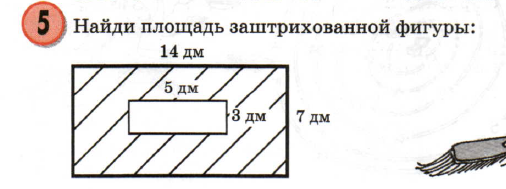 5 Найди площадь заштрихованной фигуры:
14 дм
5 дм
3 дм 7 дм